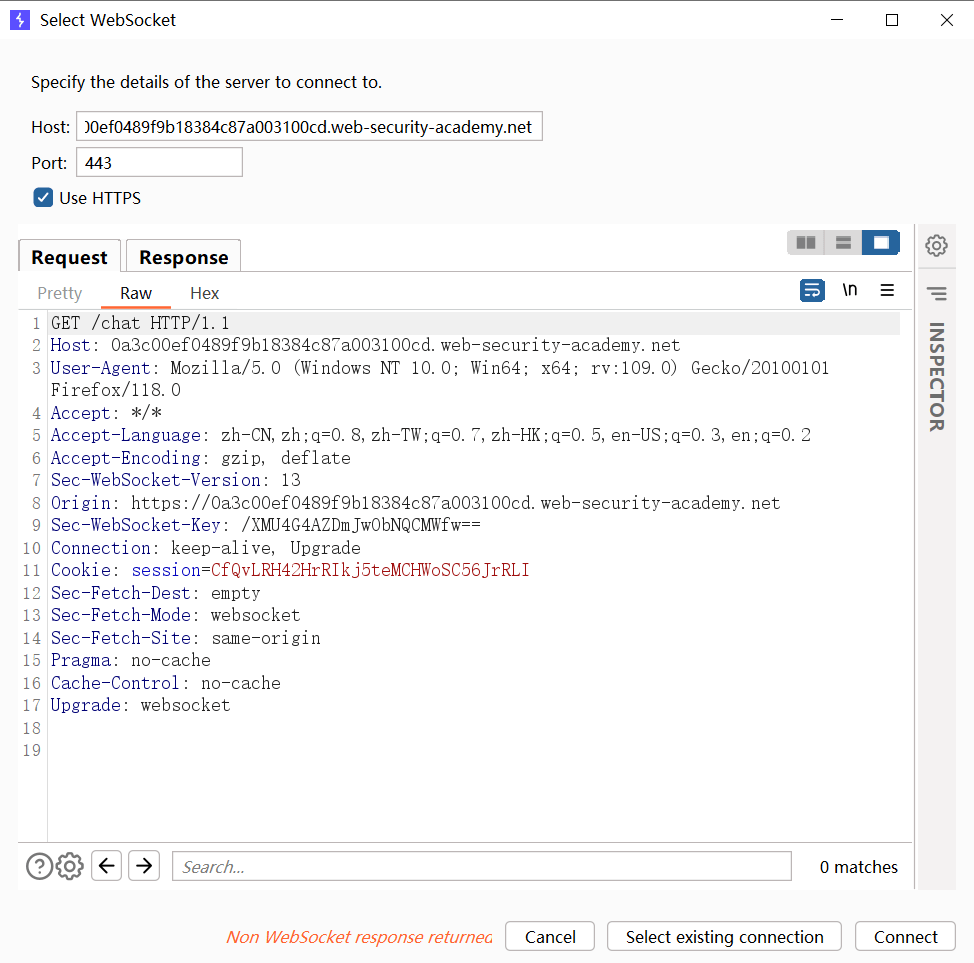 Select WebSocket
Specify the details of the server to connect to.
Host: 00ef0489f9b18384c87a003100cd.web-security-academy.net
Port: 443
Use HTTPS
Request Response
Pretty Raw Hex \n
1 GET /chat HTTP/1.1
2 Host: 0a3c00ef0489f9b18384c87a003100cd.web-security-academy.net
3 User-Agent: Mozilla/5.0 (Windows NT 10.0; Win64; x64; rv:109.0) Gecko/20100101
Firefox/118.0
4 Accept: */*
5 Accept-Language: zh-CN,zh;q=0.8,zh-TW;q=0.7,zh-HK;q=0.5,en-US;q=0.3,en;q=0.2
6 Accept-Encoding: gzip, deflate
7 Sec-WebSocket-Version: 13
8 Origin: https://0a3c00ef0489f9b18384c87a003100cd.web-security-academy.net
9 Sec-WebSocket-Key: /XMU4G4AZDmJw0bNQCMWfw==
10 Connection: keep-alive, Upgrade
11 Cookie: session=CfQvLRH42HrRIkj5teMCHWoSC56JrRLI
12 Sec-Fetch-Dest: empty
13 Sec-Fetch-Mode: websocket
14 Sec-Fetch-Site: same-origin
15 Pragma: no-cache
16 Cache-Control: no-cache
17 Upgrade: websocket
18
19
INSPECTOR
Search...
0 matches
Non WebSocket response returned
Cancel
Select existing connection
Connect